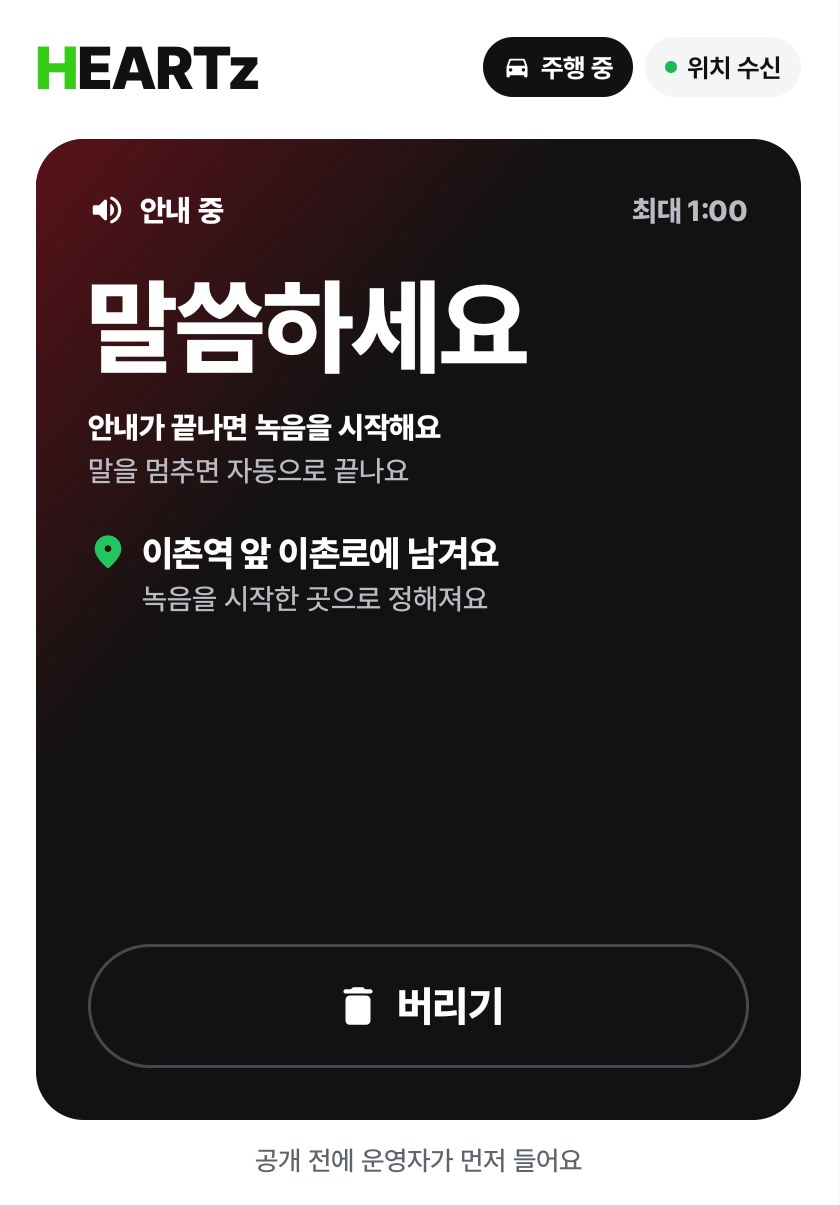 HEARTz
주행 중
위치 수신
안내 중
최대 1:00
말씀하세요
안내가 끝나면 녹음을 시작해요
말을 멈추면 자동으로 끝나요
이촌역 앞 이촌로에 남겨요
녹음을 시작한 곳으로 정해져요
버리기
공개 전에 운영자가 먼저 들어요